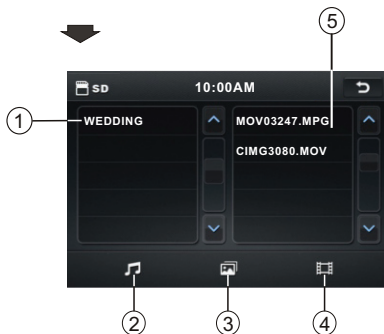 5
SD 10:00AM
1
WEDDING MOV03247.MPG
CIMG3080.MOV
2 3 4